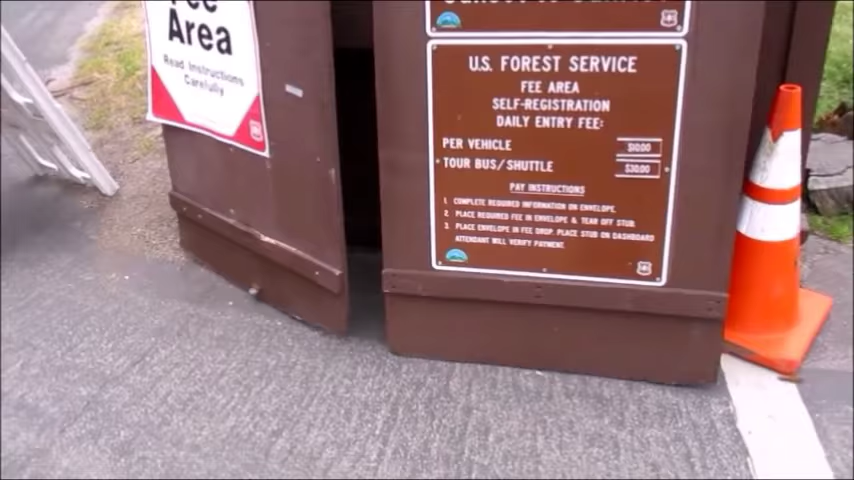 Area
Read Instructions
Carefully
U.S. FOREST SERVICE
FEE AREA
SELF-REGISTRATION
DAILY ENTRY FEE:
PER VEHICLE $10.00
TOUR BUS/SHUTTLE $30.00
PAY INSTRUCTIONS
1. COMPLETE REQUIRED INFORMATION ON ENVELOPE.
2. PLACE REQUIRED FEE IN ENVELOPE & TEAR OFF STUB.
3. PLACE ENVELOPE IN FEE DROP. PLACE STUB ON DASHBOARD
ATTENDANT WILL VERIFY PAYMENT.